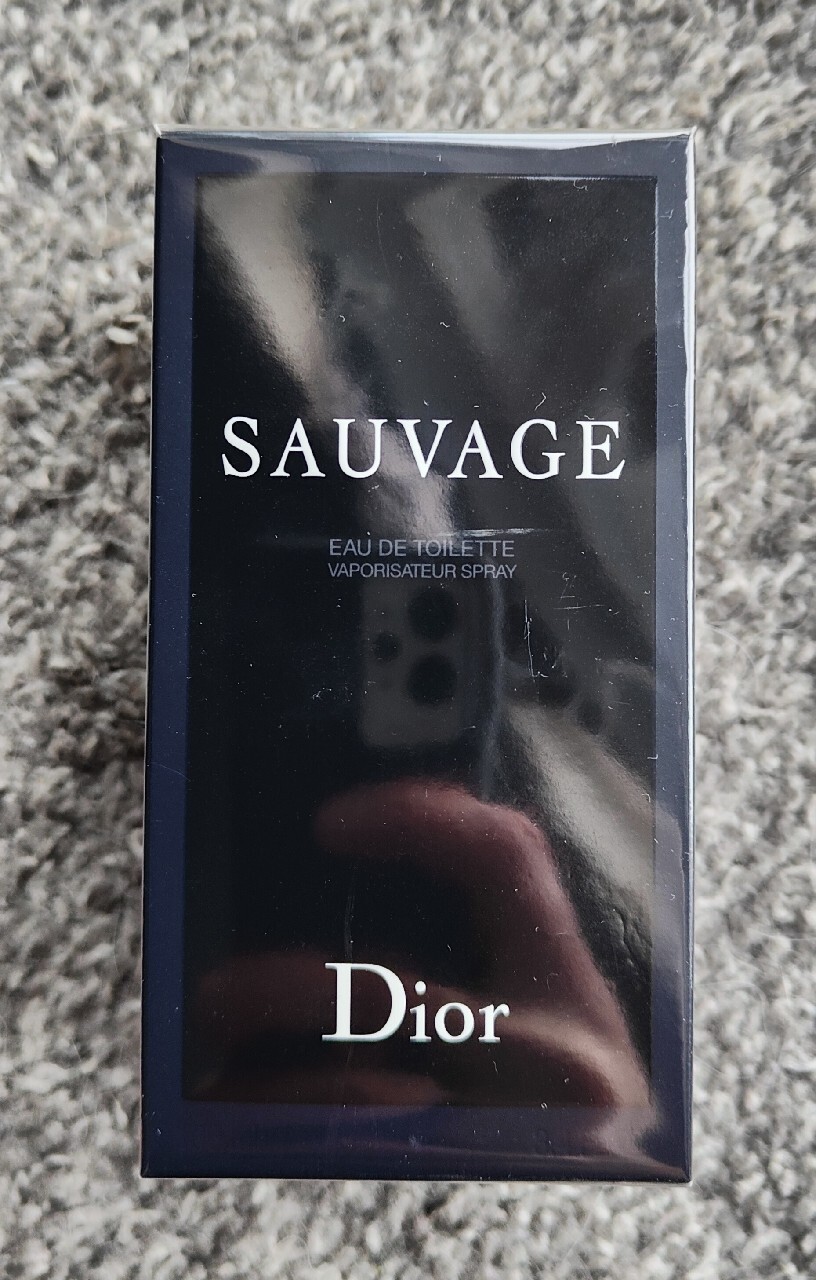 SAUVAGE
EAU DE TOILETTE
VAPORISATEUR SPRAY
Dior